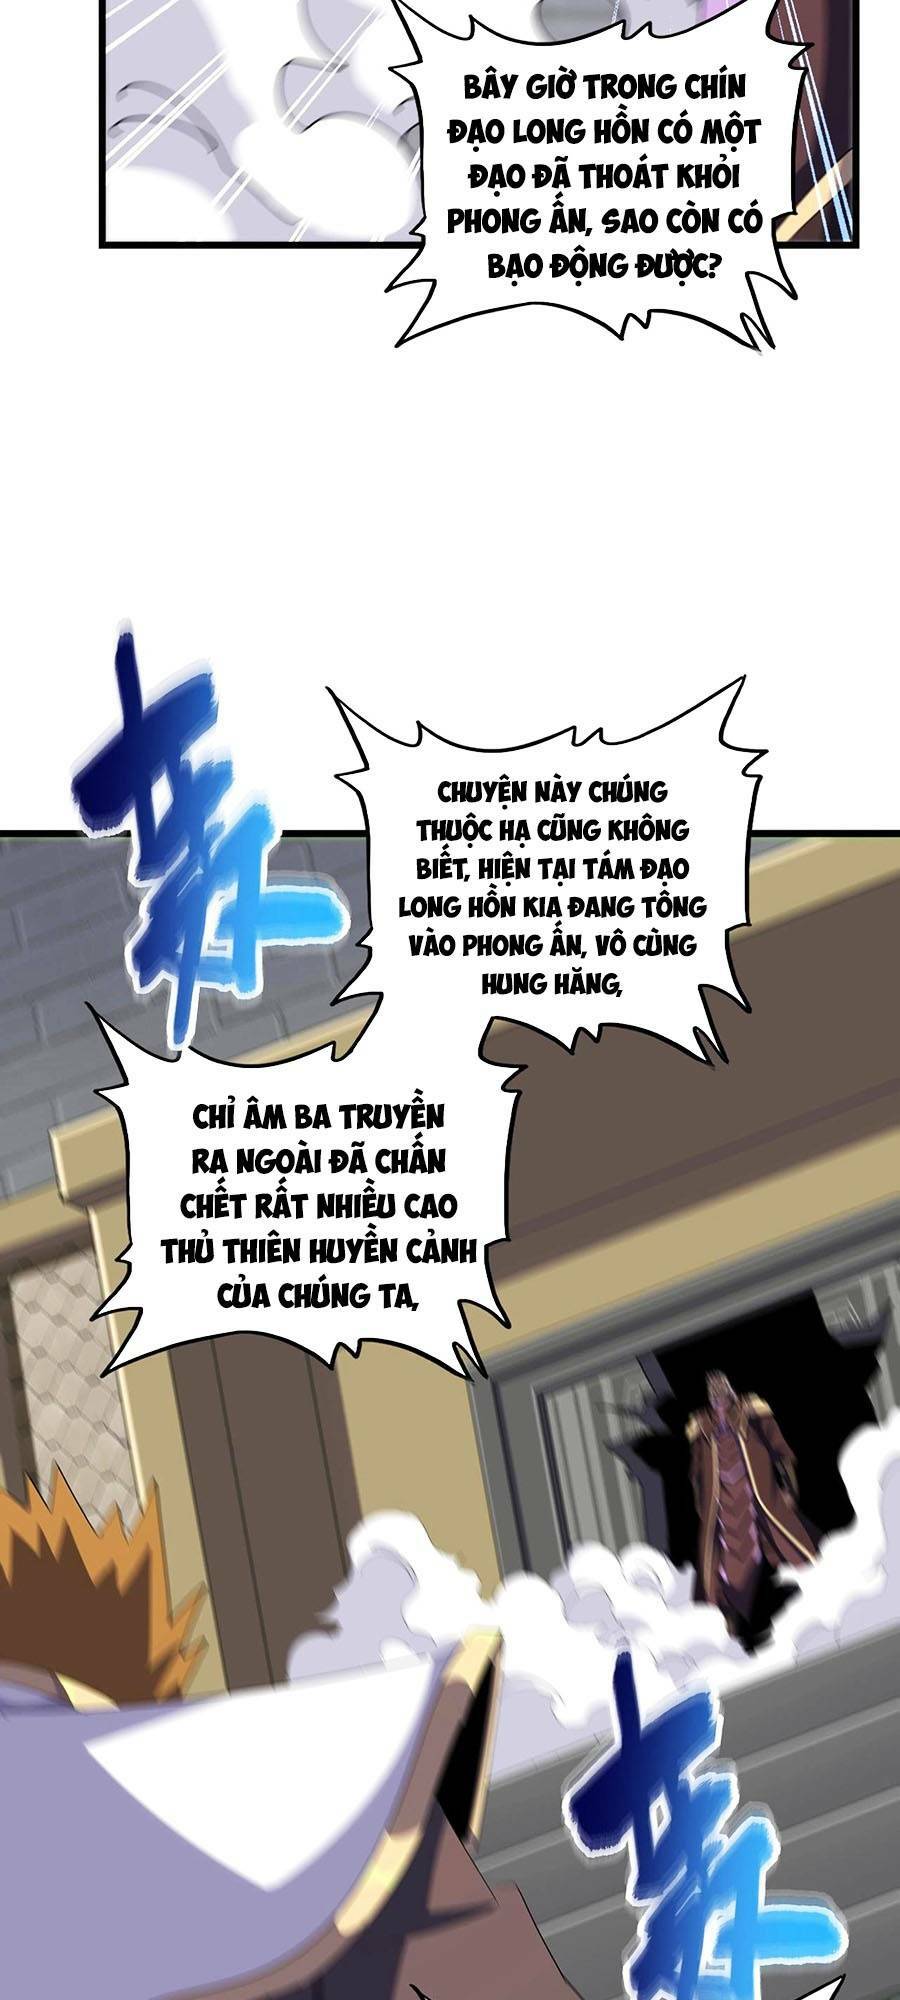 BÂY GIỜ TRONG CHÍN
ĐẠO LONG HỒN CÓ MỘT
ĐẠO ĐÃ THOÁT KHỎI
PHONG ẤN, SAO CÒN CÓ
BẠO ĐỘNG ĐƯỢC?
CHUYỆN NÀY CHÚNG
THUỘC HẠ CŨNG KHÔNG
BIẾT, HIỆN TẠI TÁM ĐẠO
LONG HỒN KIA ĐANG TÔNG
VÀO PHONG ẤN, VÔ CÙNG
HUNG HĂNG,
CHỈ ÂM BA TRUYỀN
RA NGOÀI ĐÃ CHẤN
CHẾT RẤT NHIỀU CAO
THỦ THIÊN HUYỀN CẢNH
CỦA CHÚNG TA,